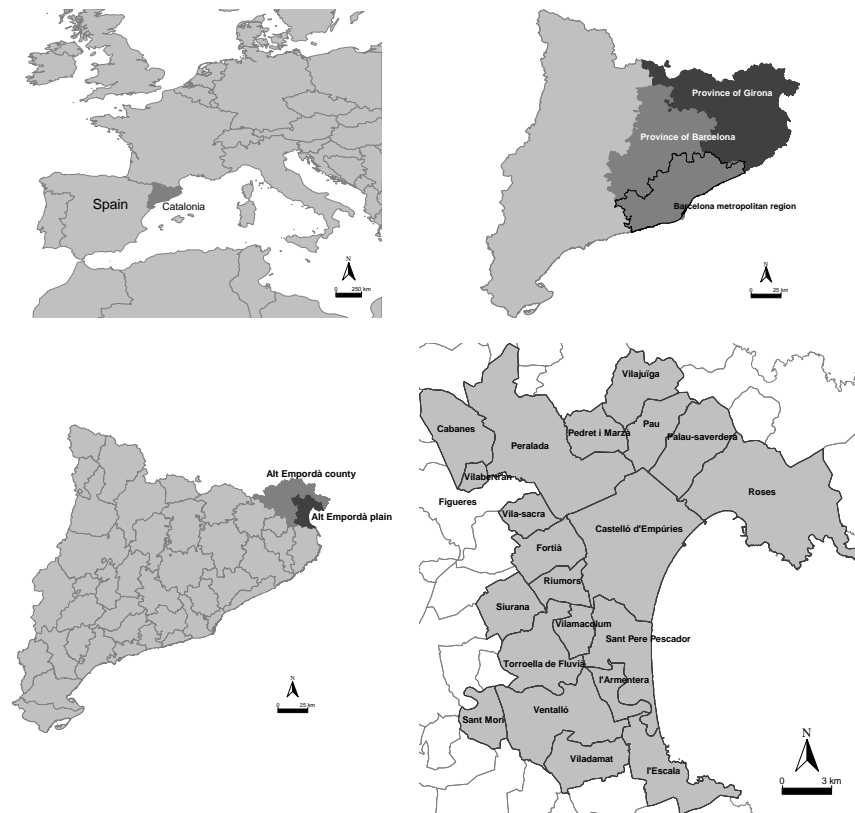 Spain
Catalonia
N
0 250 km
Province of Girona
Province of Barcelona
Barcelona metropolitan region
N
0 25 km
Alt Empordà county
Alt Empordà plain
N
0 25 km
Vilajuïga
Cabanes
Peralada
Pedret i Marzà
Pau
Palau-saverdera
Vilabertran
Figueres
Roses
Vila-sacra
Castelló d'Empúries
Fortià
Riumors
Siurana
Vilamacolum
Sant Pere Pescador
Torroella de Fluvià
l'Armentera
Sant Mori
Ventalló
Viladamat
l'Escala
N
0 3 km